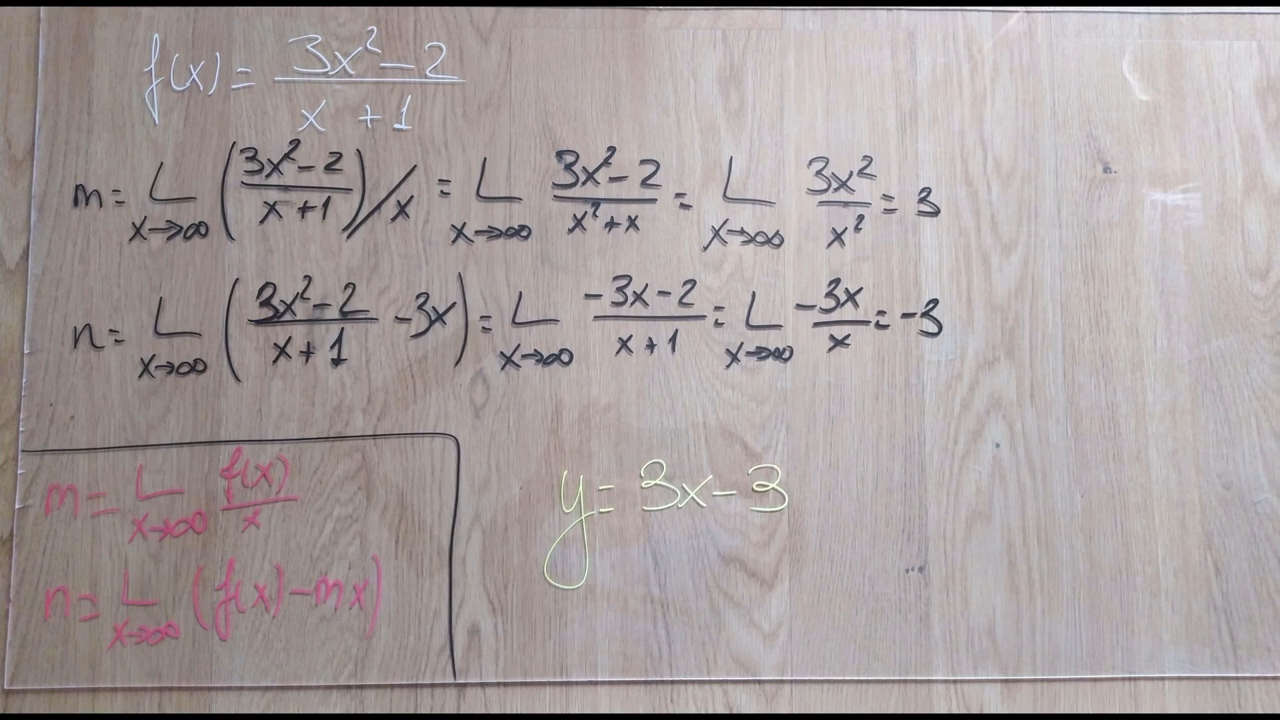 f(x) = (3x² - 2)/(x + 1)
m = L x→∞ ((3x² - 2)/(x + 1))/x = L x→∞ (3x² - 2)/(x² + x) = L x→∞ 3x²/x² = 3
n = L x→∞ ((3x² - 2)/(x + 1) - 3x) = L x→∞ (-3x - 2)/(x + 1) = L x→∞ -3x/x = -3
m = L x→∞ f(x)/x
n = L x→∞ (f(x) - mx)
y = 3x - 3